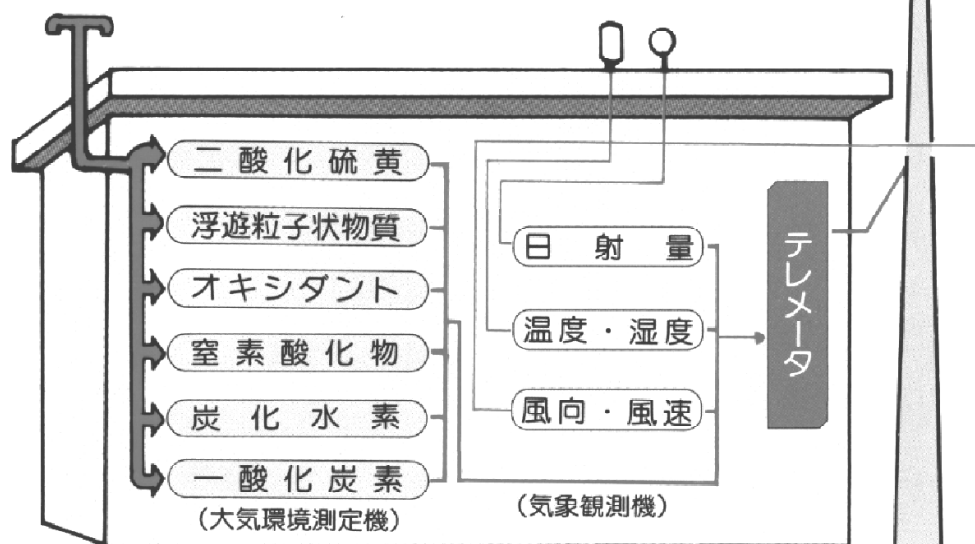 二酸化硫黄
浮遊粒子状物質
オキシダント
窒素酸化物
炭化水素
一酸化炭素
(大気環境測定機)
日射量
温度・湿度
風向・風速
(気象観測機)
テレメータ